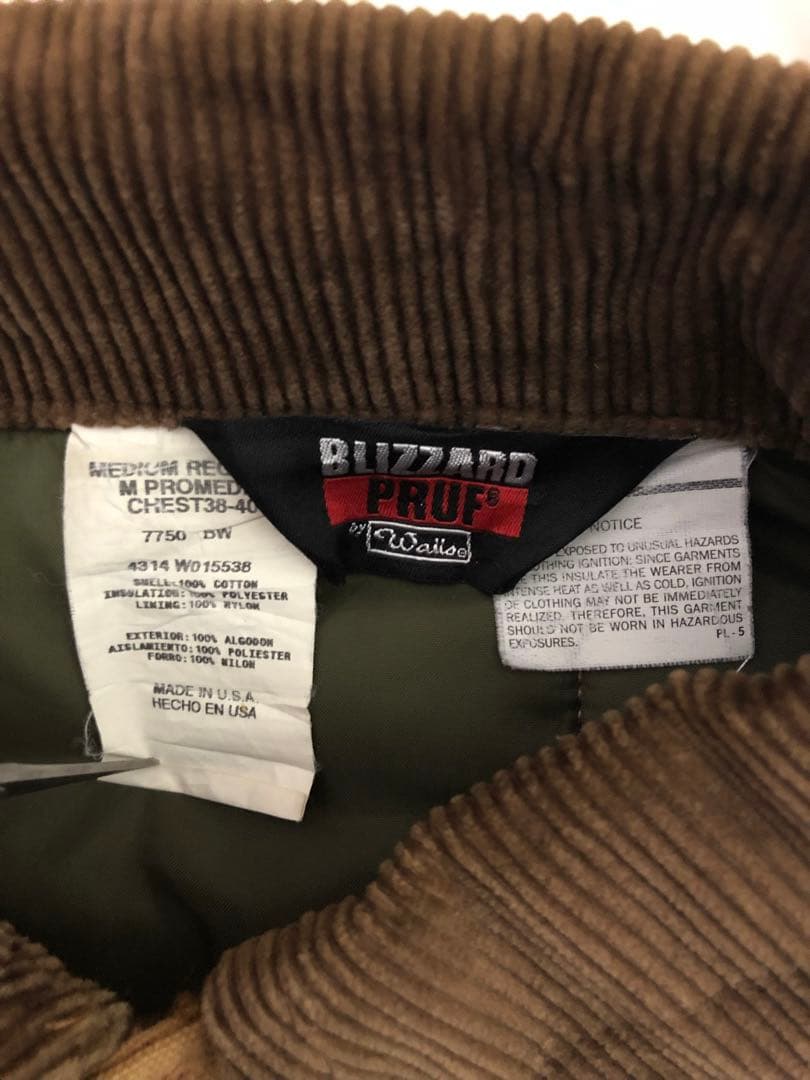 MEDIUM REG
M PROMED
CHEST38-40
7750 DW
4314 W015538
SHELL:100% COTTON
INSULATION:100% POLYESTER
LINING:100% NYLON
EXTERIOR:100% ALGODON
AISLAMIENTO:100% POLIESTER
FORRO:100% NILON
MADE IN U.S.A.
HECHO EN USA
BLIZZARD
PRUF®
by Walls®
NOTICE
EXPOSED TO UNUSUAL HAZARDS
CLOTHING IGNITION: SINCE GARMENTS
THIS INSULATE THE WEARER FROM
INTENSE HEAT AS WELL AS COLD, IGNITION
OF CLOTHING MAY NOT BE IMMEDIATELY
REALIZED. THEREFORE, THIS GARMENT
SHOULD NOT BE WORN IN HAZARDOUS
EXPOSURES.
PL-5